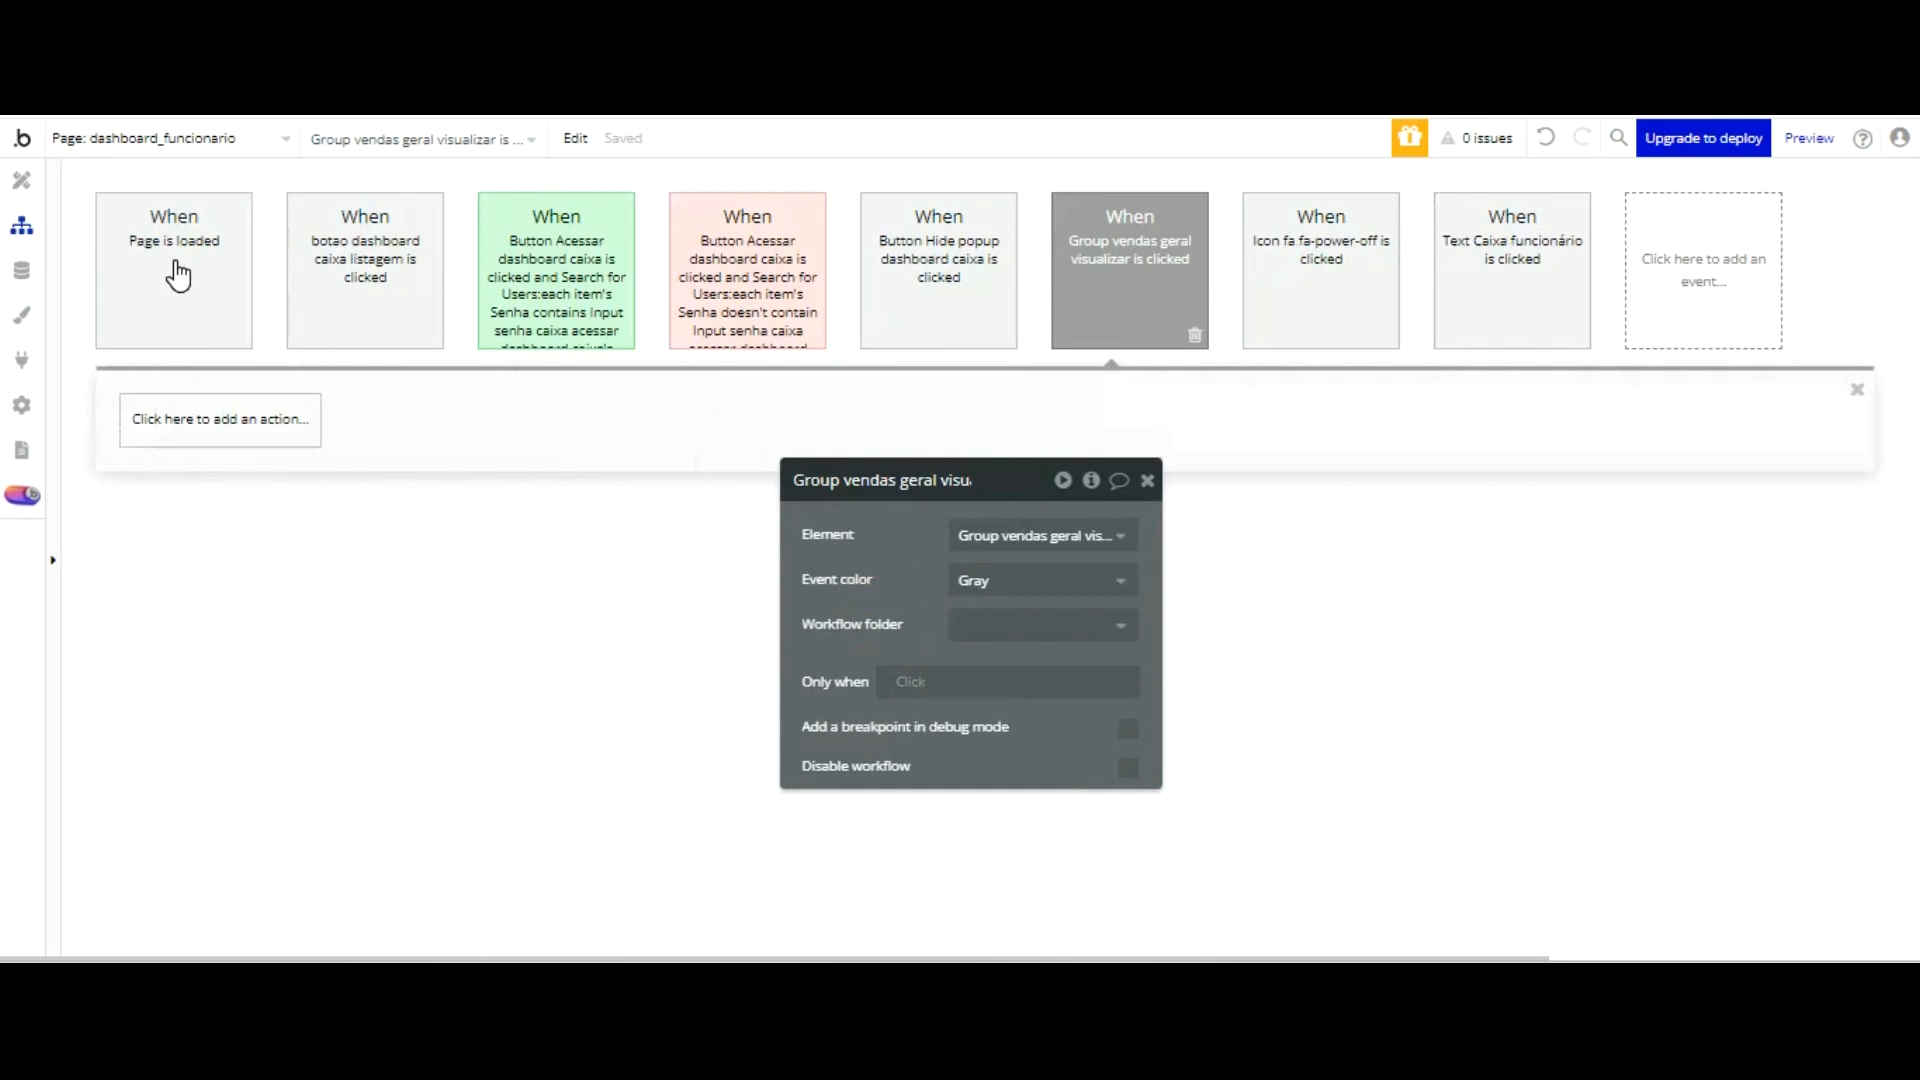 .b
Page: dashboard_funcionario
Group vendas geral visualizar is ...
Edit
Saved
0 issues
Upgrade to deploy
Preview
When
Page is loaded
When
botao dashboard
caixa listagem is
clicked
When
Button Acessar
dashboard caixa is
clicked and Search for
Users:each item's
Senha contains Input
senha caixa acessar
When
Button Acessar
dashboard caixa is
clicked and Search for
Users:each item's
Senha doesn't contain
Input senha caixa
When
Button Hide popup
dashboard caixa is
clicked
When
Group vendas geral
visualizar is clicked
When
Icon fa fa-power-off is
clicked
When
Text Caixa funcionário
is clicked
Click here to add an
event...
Click here to add an action...
Group vendas geral visu
Element
Group vendas geral vis...
Event color
Gray
Workflow folder
Only when
Click
Add a breakpoint in debug mode
Disable workflow